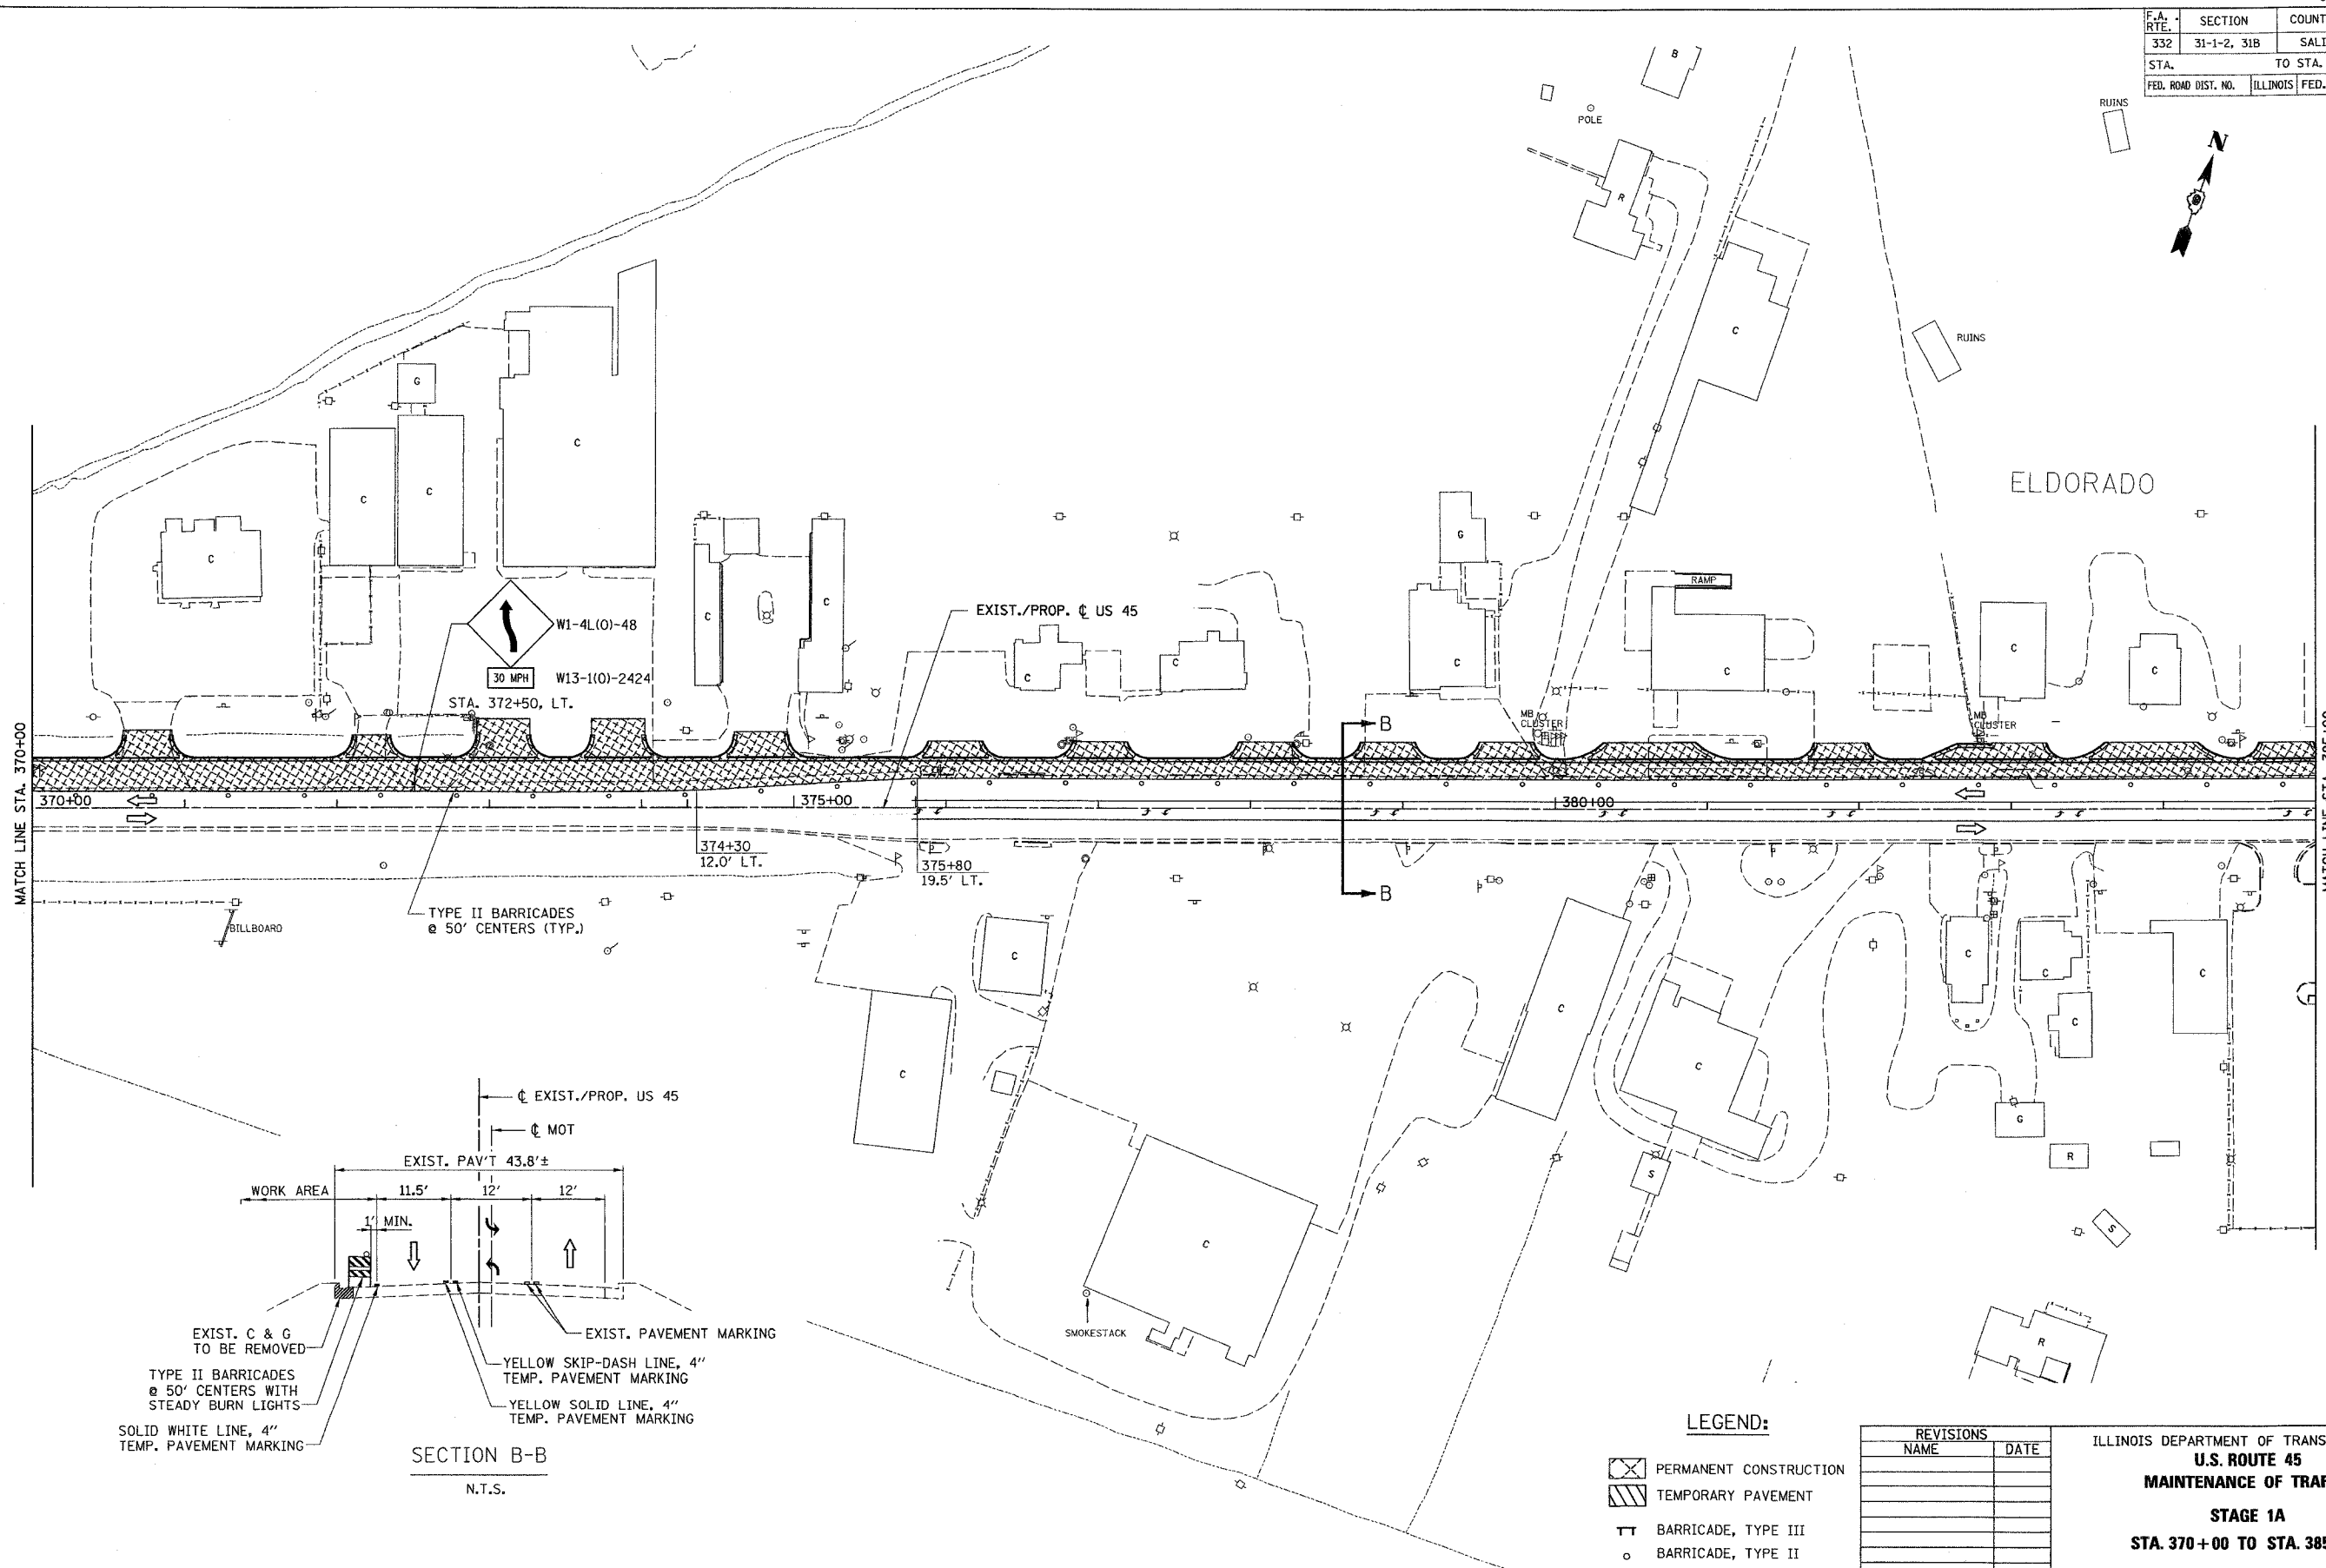 F.A. RTE. SECTION COUNT
332 31-1-2, 31B SALI
STA. TO STA.
FED. ROAD DIST. NO. ILLINOIS FED.
RUINS
N
B
POLE
R
C
RUINS
ELDORADO
G
C
C
C
C
C
C
W1-4L(O)-48
30 MPH W13-1(O)-2424
STA. 372+50, LT.
EXIST./PROP. ℄ US 45
C
C
G
C
RAMP
C
C
C
MB CLUSTER
MB CLUSTER
B
MATCH LINE STA. 370+00
370+00
375+00
380+00
374+30
12.0' LT.
375+80
19.5' LT.
B
TYPE II BARRICADES
@ 50' CENTERS (TYP.)
BILLBOARD
C
C
C
C
C
C
C
C
C
G
R
S
S
SMOKESTACK
R
℄ EXIST./PROP. US 45
℄ MOT
EXIST. PAV'T 43.8'±
WORK AREA 11.5' 12' 12'
1' MIN.
EXIST. C & G
TO BE REMOVED
TYPE II BARRICADES
@ 50' CENTERS WITH
STEADY BURN LIGHTS
SOLID WHITE LINE, 4"
TEMP. PAVEMENT MARKING
EXIST. PAVEMENT MARKING
YELLOW SKIP-DASH LINE, 4"
TEMP. PAVEMENT MARKING
YELLOW SOLID LINE, 4"
TEMP. PAVEMENT MARKING
SECTION B-B
N.T.S.
LEGEND:
PERMANENT CONSTRUCTION
TEMPORARY PAVEMENT
BARRICADE, TYPE III
BARRICADE, TYPE II
REVISIONS
NAME DATE
ILLINOIS DEPARTMENT OF TRANS
U.S. ROUTE 45
MAINTENANCE OF TRAF
STAGE 1A
STA. 370+00 TO STA. 385